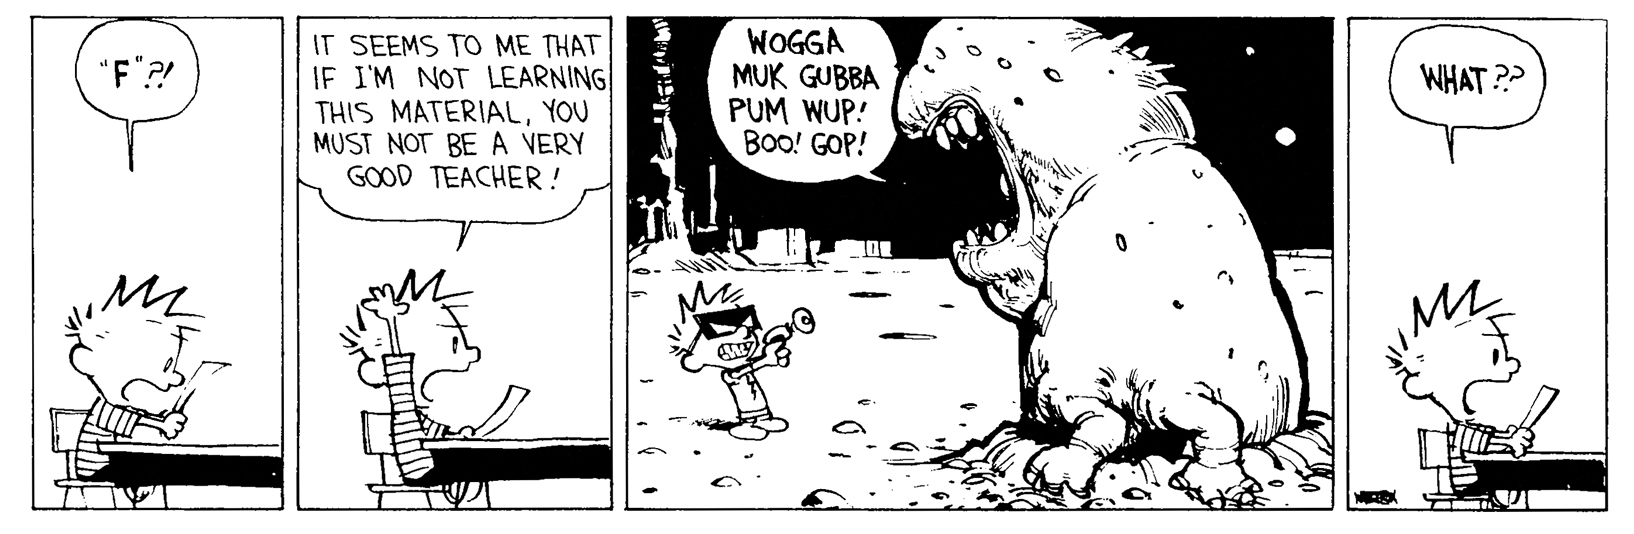 "F"?!
IT SEEMS TO ME THAT
IF I'M NOT LEARNING
THIS MATERIAL, YOU
MUST NOT BE A VERY
GOOD TEACHER!
WOGGA
MUK GUBBA
PUM WUP!
BOO! GOP!
WHAT??